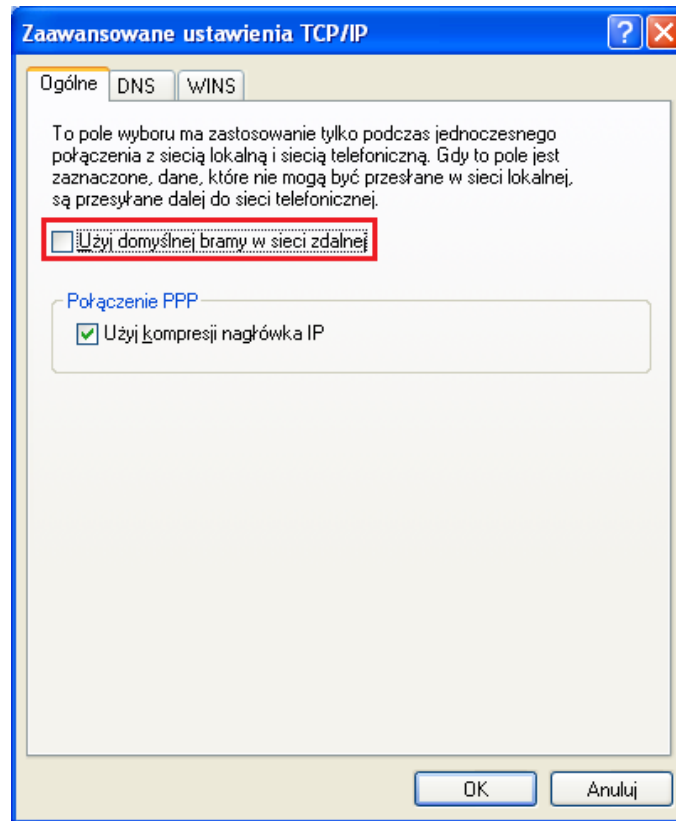 Zaawansowane ustawienia TCP/IP
Ogólne DNS WINS
To pole wyboru ma zastosowanie tylko podczas jednoczesnego
połączenia z siecią lokalną i siecią telefoniczną. Gdy to pole jest
zaznaczone, dane, które nie mogą być przesłane w sieci lokalnej,
są przesyłane dalej do sieci telefonicznej.
Użyj domyślnej bramy w sieci zdalnej
Połączenie PPP
Użyj kompresji nagłówka IP
OK Anuluj